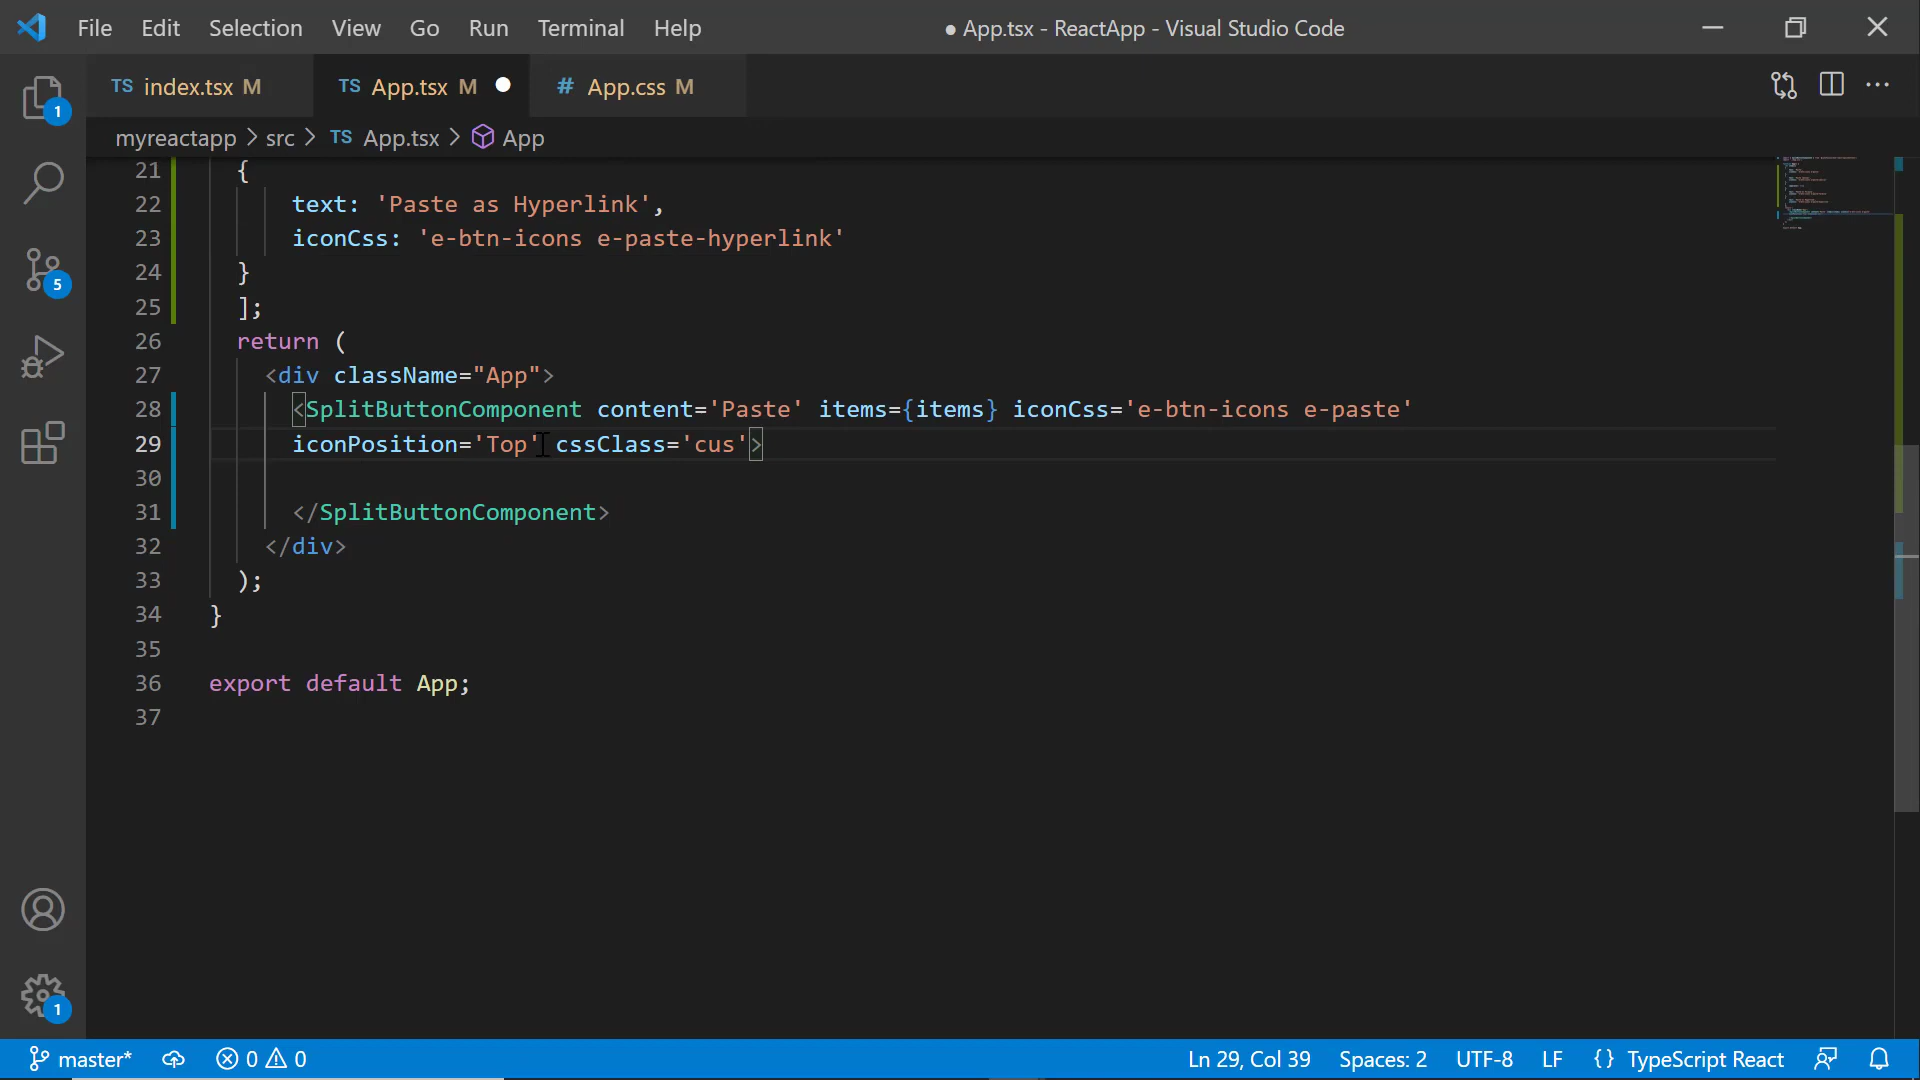 File Edit Selection View Go Run Terminal Help
● App.tsx - ReactApp - Visual Studio Code
TS index.tsx M
TS App.tsx M
# App.css M
myreactapp > src > TS App.tsx > App
21 {
22 text: 'Paste as Hyperlink',
23 iconCss: 'e-btn-icons e-paste-hyperlink'
24 }
25 ];
26 return (
27 <div className="App">
28 <SplitButtonComponent content='Paste' items={items} iconCss='e-btn-icons e-paste'
29 iconPosition='Top' cssClass='cus'>
30
31 </SplitButtonComponent>
32 </div>
33 );
34 }
35
36 export default App;
37
1
5
1
master* 0 0
Ln 29, Col 39 Spaces: 2 UTF-8 LF {} TypeScript React